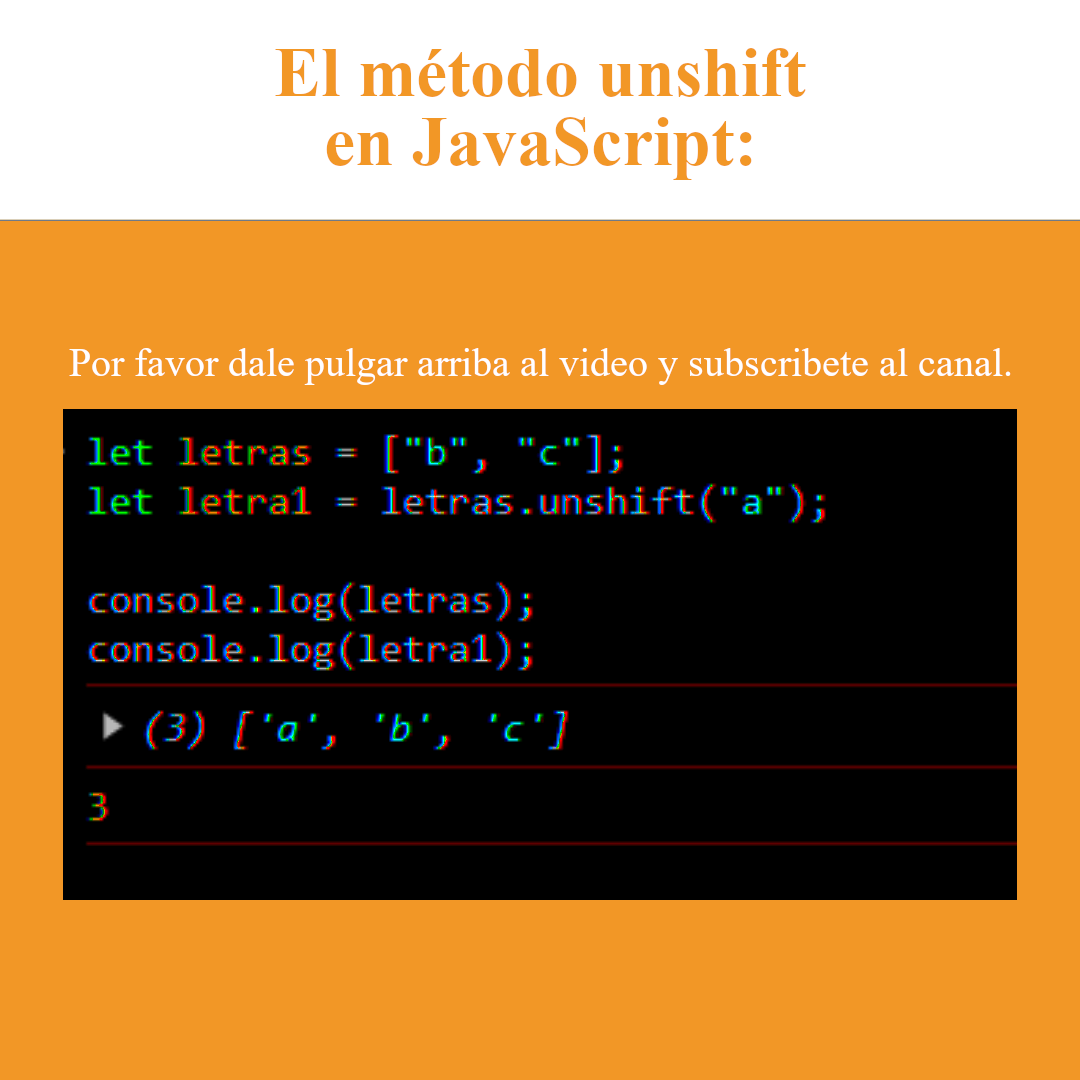 El método unshift
en JavaScript:
Por favor dale pulgar arriba al video y subscribete al canal.
let letras = ["b", "c"];
let letra1 = letras.unshift("a");
console.log(letras);
console.log(letra1);
(3) ['a', 'b', 'c']
3